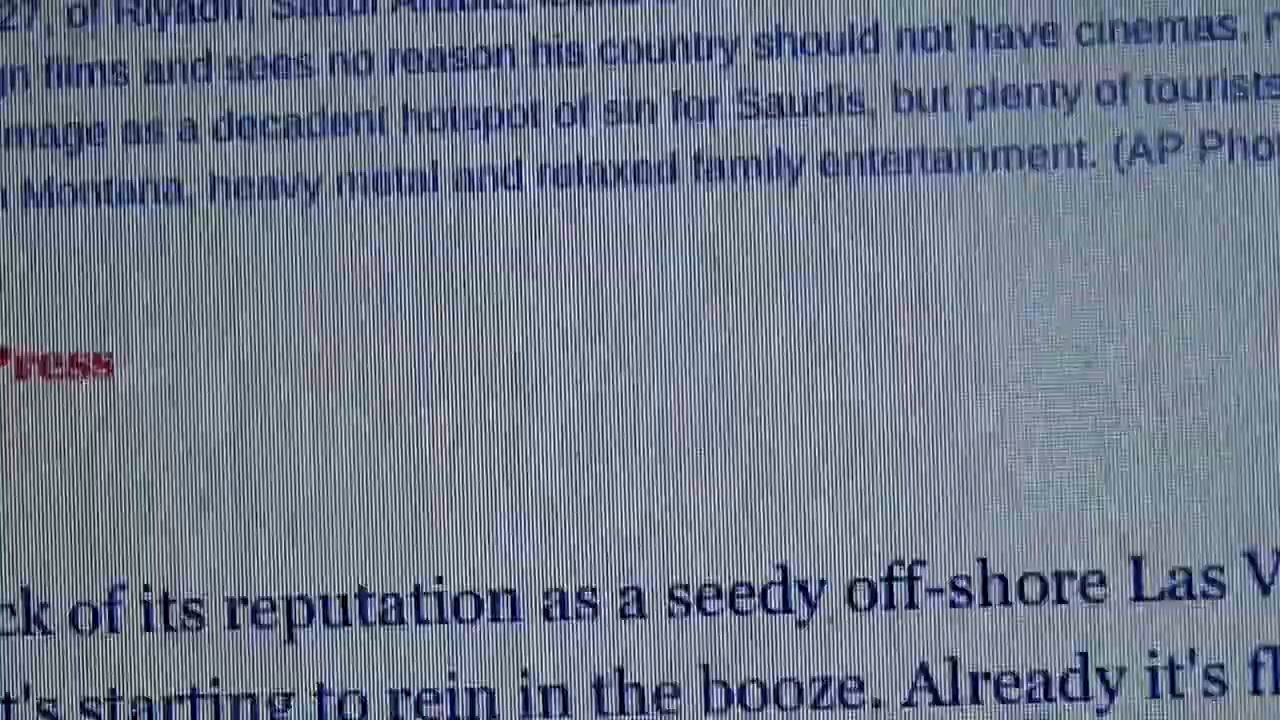 27, of Riyadh, Saudi Arabia,
gn films and sees no reason his country should not have cinemas,
image as a decadent hotspot of sin for Saudis, but plenty of tourists
Montana, heavy metal and relaxed family entertainment. (AP Pho
Press
ck of its reputation as a seedy off-shore Las V
t's starting to rein in the booze. Already it's fl